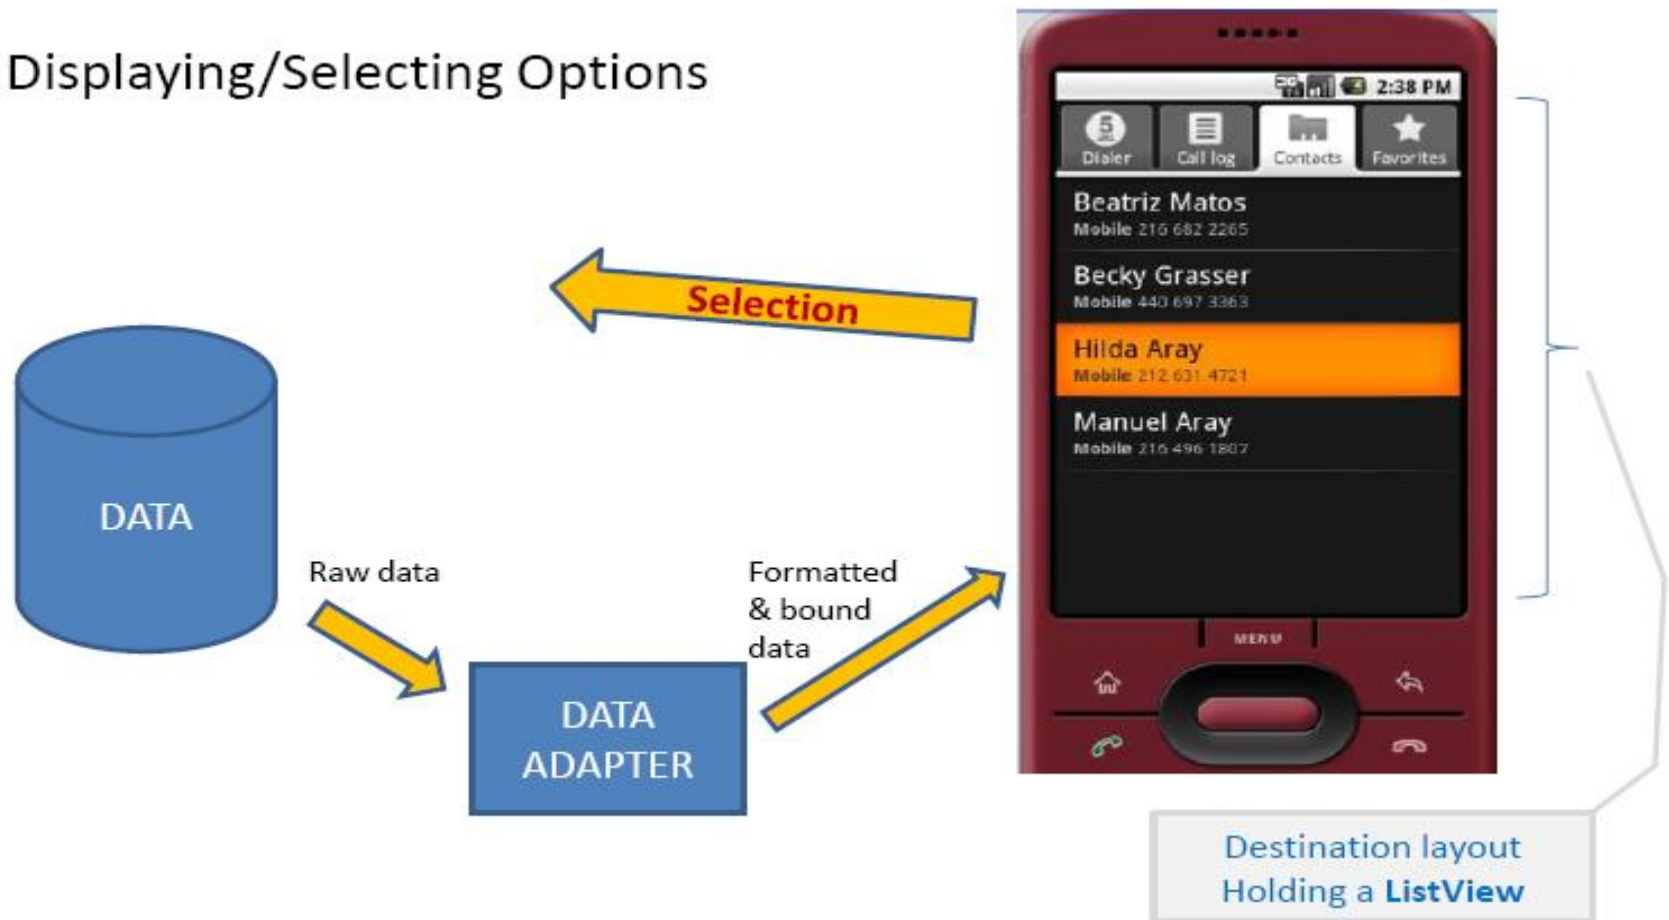 Displaying/Selecting Options
2:38 PM
Dialer Call log Contacts Favorites
Beatriz Matos
Mobile 216 682 2265
Becky Grasser
Mobile 440 697 3363
Hilda Aray
Mobile 212 631 4721
Manuel Aray
Mobile 216 496 1807
MENU
Selection
DATA
Raw data
Formatted
& bound
data
DATA
ADAPTER
Destination layout
Holding a ListView